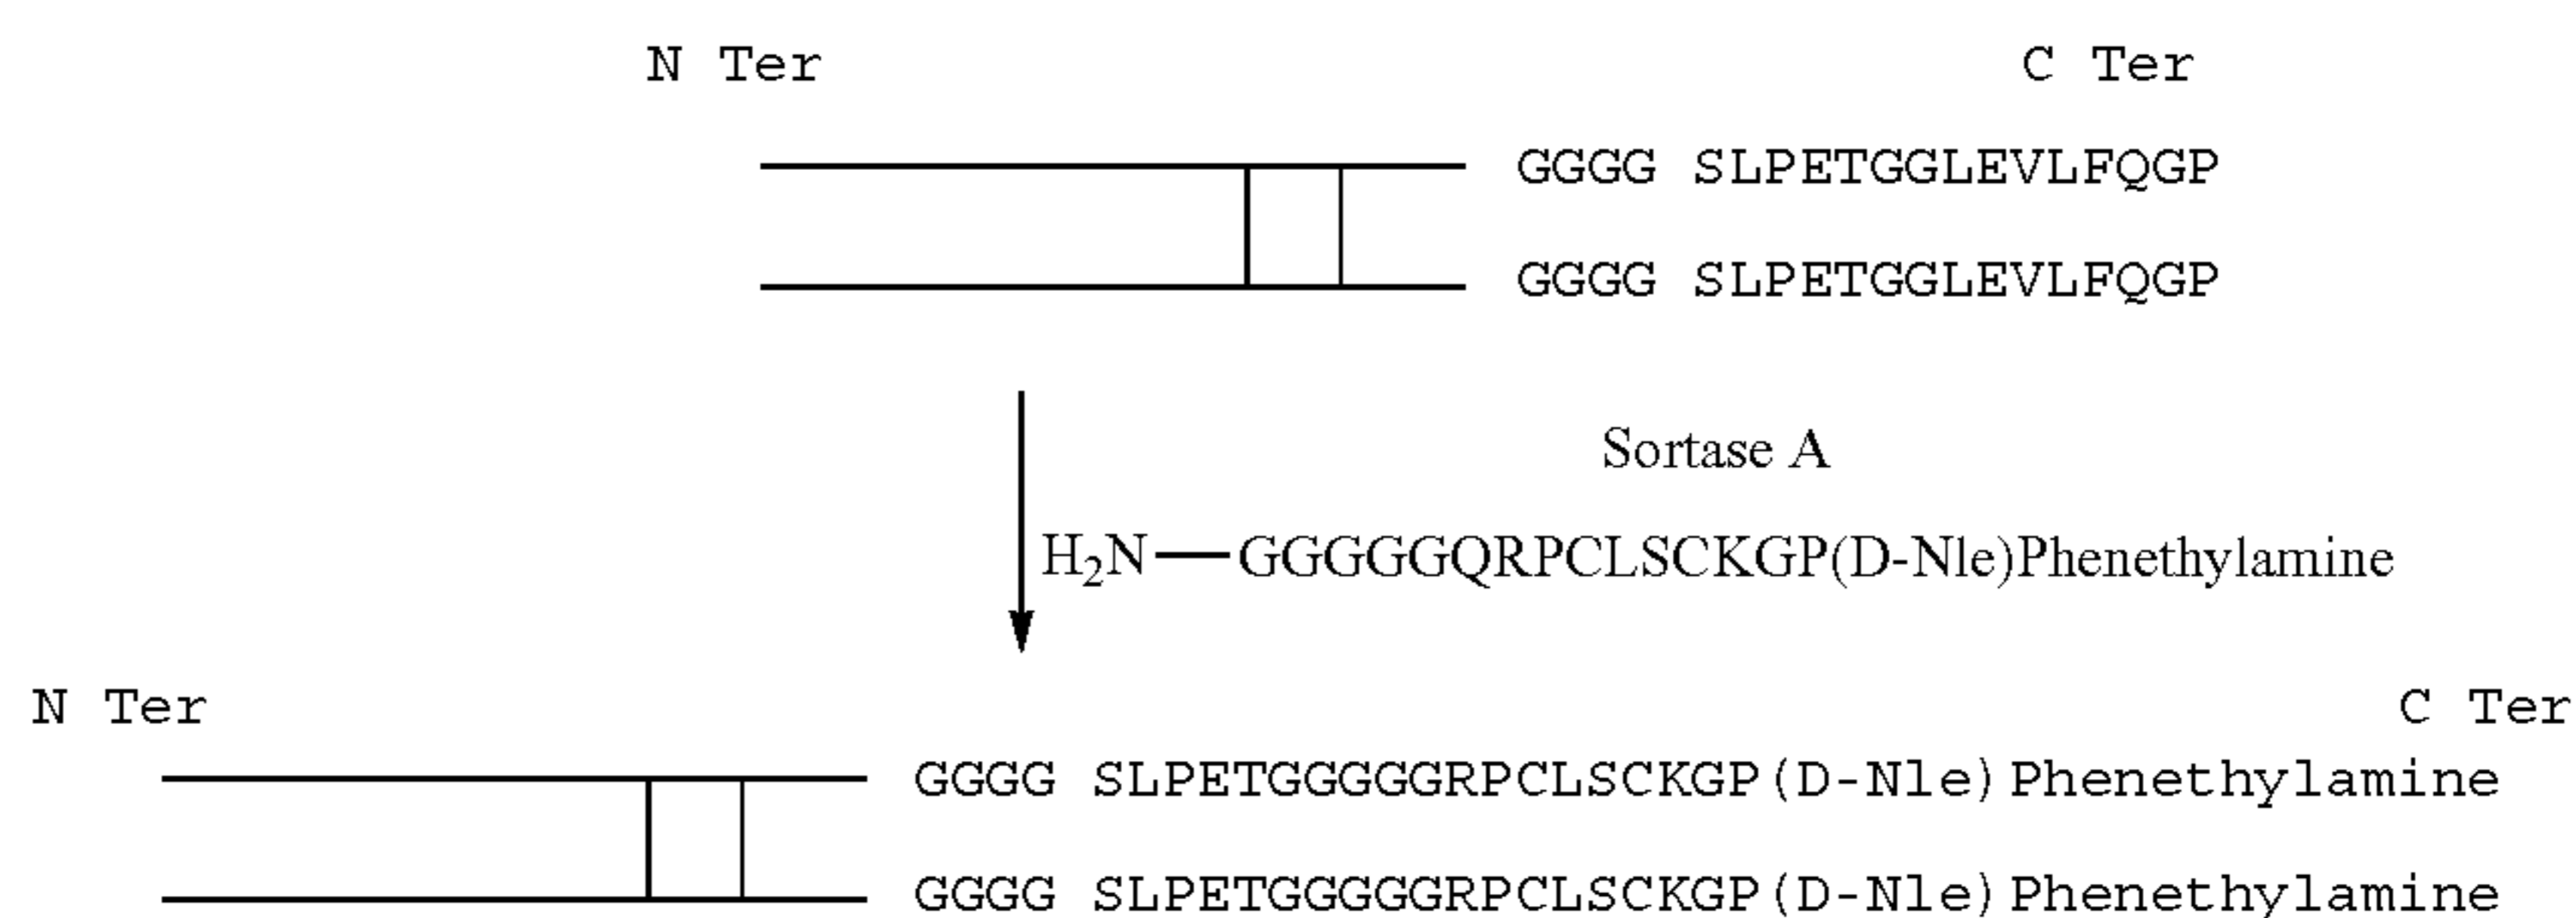 N Ter C Ter
GGGG SLPETGGLEVLFQGP
GGGG SLPETGGLEVLFQGP
Sortase A
H₂N—GGGGGQRPCLSCKGP(D-Nle)Phenethylamine
N Ter C Ter
GGGG SLPETGGGGGRPCLSCKGP(D-Nle)Phenethylamine
GGGG SLPETGGGGGRPCLSCKGP(D-Nle)Phenethylamine